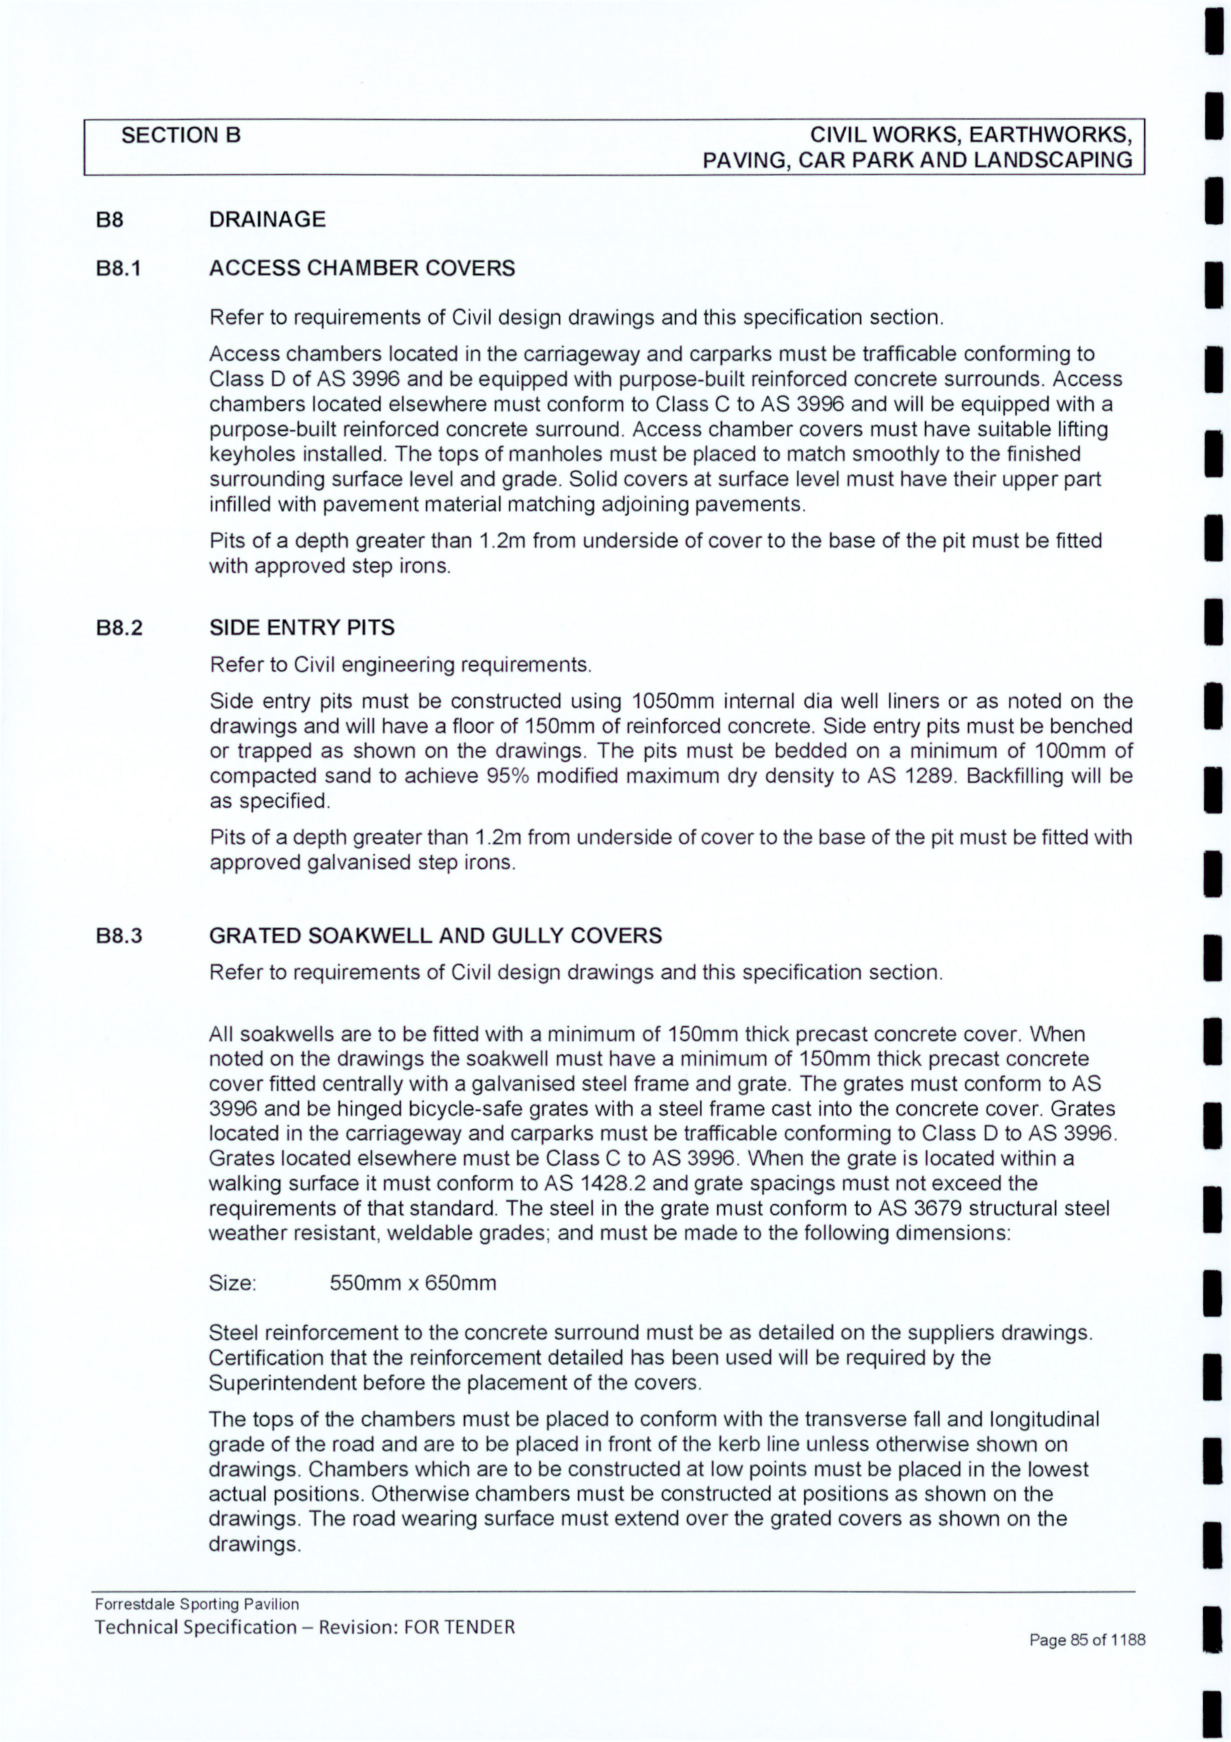 SECTION B
CIVIL WORKS, EARTHWORKS,
PAVING, CAR PARK AND LANDSCAPING
B8 DRAINAGE
B8.1 ACCESS CHAMBER COVERS
Refer to requirements of Civil design drawings and this specification section.
Access chambers located in the carriageway and carparks must be trafficable conforming to
Class D of AS 3996 and be equipped with purpose-built reinforced concrete surrounds. Access
chambers located elsewhere must conform to Class C to AS 3996 and will be equipped with a
purpose-built reinforced concrete surround. Access chamber covers must have suitable lifting
keyholes installed. The tops of manholes must be placed to match smoothly to the finished
surrounding surface level and grade. Solid covers at surface level must have their upper part
infilled with pavement material matching adjoining pavements.
Pits of a depth greater than 1.2m from underside of cover to the base of the pit must be fitted
with approved step irons.
B8.2 SIDE ENTRY PITS
Refer to Civil engineering requirements.
Side entry pits must be constructed using 1050mm internal dia well liners or as noted on the
drawings and will have a floor of 150mm of reinforced concrete. Side entry pits must be benched
or trapped as shown on the drawings. The pits must be bedded on a minimum of 100mm of
compacted sand to achieve 95% modified maximum dry density to AS 1289. Backfilling will be
as specified.
Pits of a depth greater than 1.2m from underside of cover to the base of the pit must be fitted with
approved galvanised step irons.
B8.3 GRATED SOAKWELL AND GULLY COVERS
Refer to requirements of Civil design drawings and this specification section.
All soakwells are to be fitted with a minimum of 150mm thick precast concrete cover. When
noted on the drawings the soakwell must have a minimum of 150mm thick precast concrete
cover fitted centrally with a galvanised steel frame and grate. The grates must conform to AS
3996 and be hinged bicycle-safe grates with a steel frame cast into the concrete cover. Grates
located in the carriageway and carparks must be trafficable conforming to Class D to AS 3996.
Grates located elsewhere must be Class C to AS 3996. When the grate is located within a
walking surface it must conform to AS 1428.2 and grate spacings must not exceed the
requirements of that standard. The steel in the grate must conform to AS 3679 structural steel
weather resistant, weldable grades; and must be made to the following dimensions:
Size: 550mm x 650mm
Steel reinforcement to the concrete surround must be as detailed on the suppliers drawings.
Certification that the reinforcement detailed has been used will be required by the
Superintendent before the placement of the covers.
The tops of the chambers must be placed to conform with the transverse fall and longitudinal
grade of the road and are to be placed in front of the kerb line unless otherwise shown on
drawings. Chambers which are to be constructed at low points must be placed in the lowest
actual positions. Otherwise chambers must be constructed at positions as shown on the
drawings. The road wearing surface must extend over the grated covers as shown on the
drawings.
Forrestdale Sporting Pavilion
Technical Specification – Revision: FOR TENDER
Page 85 of 1188